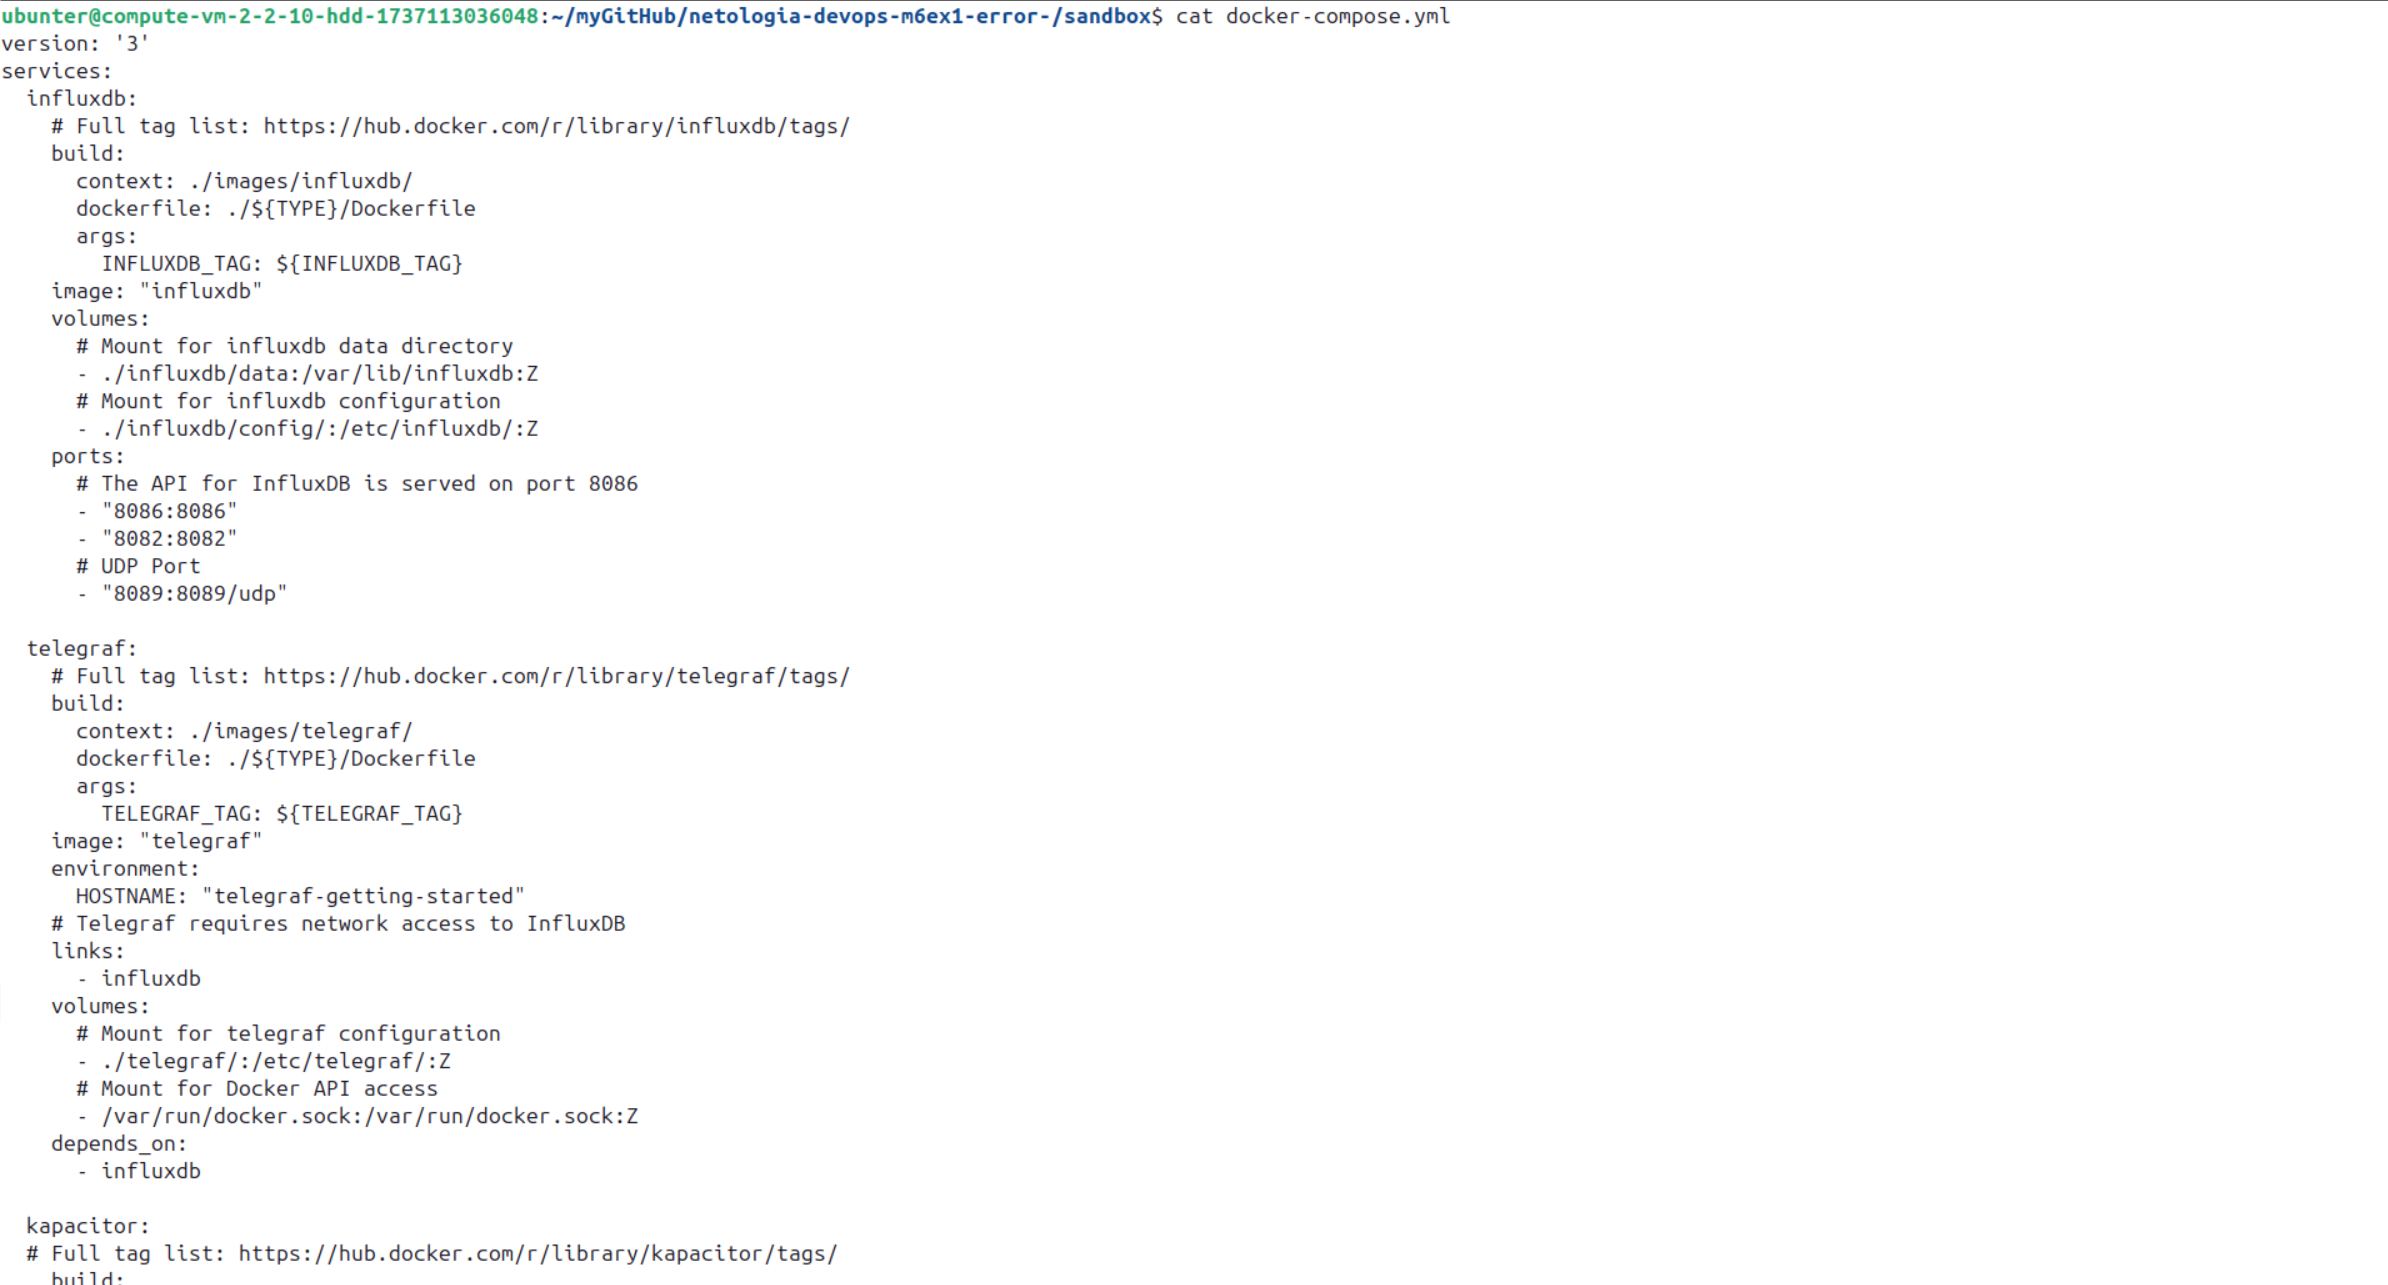 ubunter@compute-vm-2-2-10-hdd-1737113036048:~/myGitHub/netologia-devops-m6ex1-error-/sandbox$ cat docker-compose.yml
version: '3'
services:
  influxdb:
    # Full tag list: https://hub.docker.com/r/library/influxdb/tags/
    build:
      context: ./images/influxdb/
      dockerfile: ./${TYPE}/Dockerfile
      args:
        INFLUXDB_TAG: ${INFLUXDB_TAG}
    image: "influxdb"
    volumes:
      # Mount for influxdb data directory
      - ./influxdb/data:/var/lib/influxdb:Z
      # Mount for influxdb configuration
      - ./influxdb/config/:/etc/influxdb/:Z
    ports:
      # The API for InfluxDB is served on port 8086
      - "8086:8086"
      - "8082:8082"
      # UDP Port
      - "8089:8089/udp"

  telegraf:
    # Full tag list: https://hub.docker.com/r/library/telegraf/tags/
    build:
      context: ./images/telegraf/
      dockerfile: ./${TYPE}/Dockerfile
      args:
        TELEGRAF_TAG: ${TELEGRAF_TAG}
    image: "telegraf"
    environment:
      HOSTNAME: "telegraf-getting-started"
    # Telegraf requires network access to InfluxDB
    links:
      - influxdb
    volumes:
      # Mount for telegraf configuration
      - ./telegraf/:/etc/telegraf/:Z
      # Mount for Docker API access
      - /var/run/docker.sock:/var/run/docker.sock:Z
    depends_on:
      - influxdb

  kapacitor:
  # Full tag list: https://hub.docker.com/r/library/kapacitor/tags/
    build: